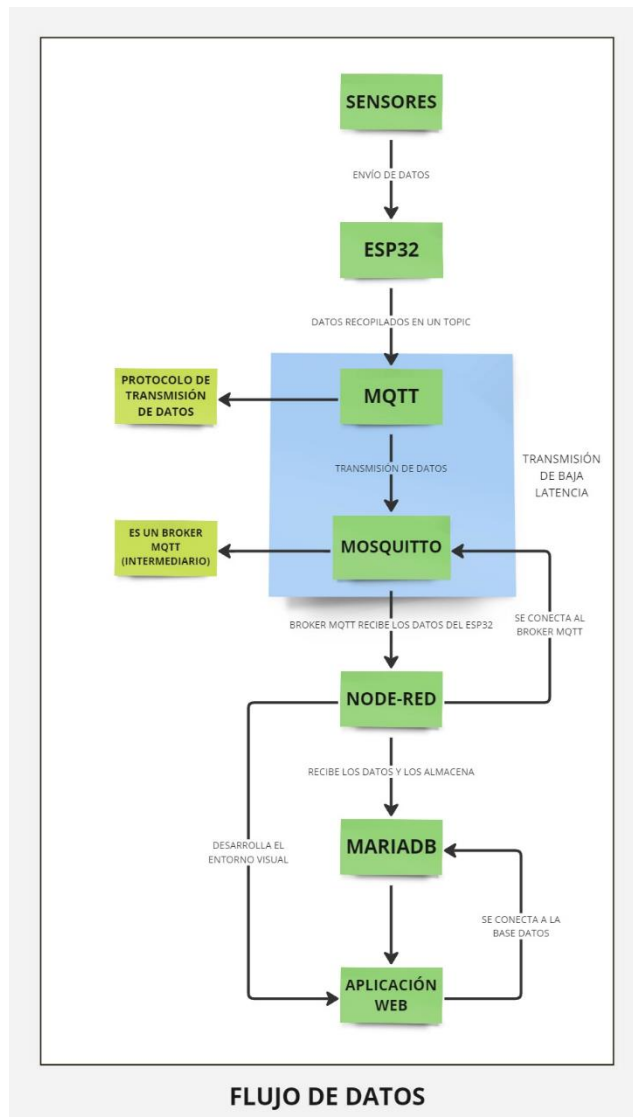 SENSORES
ENVÍO DE DATOS
ESP32
DATOS RECOPILADOS EN UN TOPIC
PROTOCOLO DE
TRANSMISIÓN
DE DATOS
MQTT
TRANSMISIÓN DE DATOS
TRANSMISIÓN
DE BAJA
LATENCIA
ES UN BROKER
MQTT
(INTERMEDIARIO)
MOSQUITTO
BROKER MQTT RECIBE LOS DATOS DEL ESP32
SE CONECTA AL
BROKER MQTT
NODE-RED
RECIBE LOS DATOS Y LOS ALMACENA
DESARROLLA EL
ENTORNO VISUAL
MARIADB
SE CONECTA A LA
BASE DATOS
APLICACIÓN
WEB
FLUJO DE DATOS